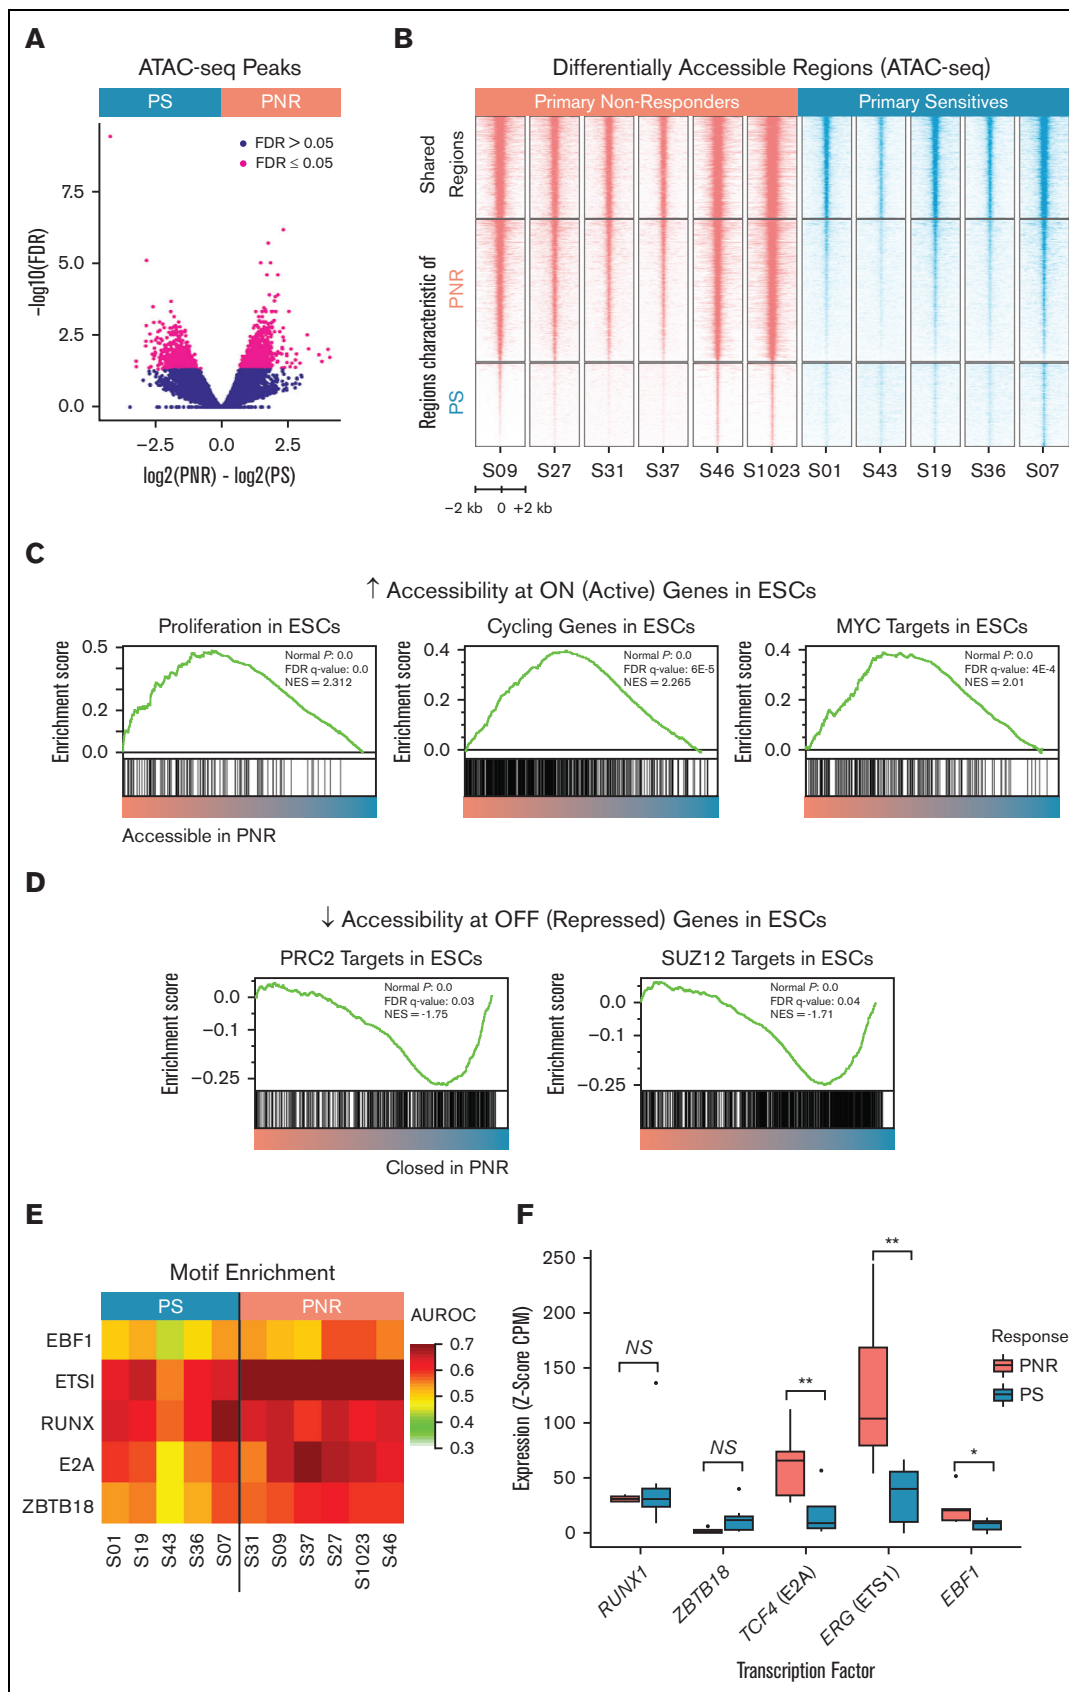 A
ATAC-seq Peaks
PS PNR
FDR > 0.05
FDR ≤ 0.05
7.5
5.0
2.5
0.0
−log10(FDR)
−2.5 0.0 2.5
log2(PNR) - log2(PS)
B
Differentially Accessible Regions (ATAC-seq)
Primary Non-Responders Primary Sensitives
Shared
Regions
Regions characteristic of
PNR
PS
S09 S27 S31 S37 S46 S1023 S01 S43 S19 S36 S07
−2 kb 0 +2 kb
C
↑ Accessibility at ON (Active) Genes in ESCs
Proliferation in ESCs
Enrichment score
0.5
0.2
0.0
Normal P: 0.0
FDR q-value: 0.0
NES = 2.312
Accessible in PNR
Cycling Genes in ESCs
Enrichment score
0.4
0.2
0.0
Normal P: 0.0
FDR q-value: 6E-5
NES = 2.265
MYC Targets in ESCs
Enrichment score
0.4
0.2
0.0
Normal P: 0.0
FDR q-value: 4E-4
NES = 2.01
D
↓ Accessibility at OFF (Repressed) Genes in ESCs
PRC2 Targets in ESCs
Enrichment score
0.0
−0.1
−0.25
Normal P: 0.0
FDR q-value: 0.03
NES = -1.75
Closed in PNR
SUZ12 Targets in ESCs
Enrichment score
0.0
−0.1
−0.25
Normal P: 0.0
FDR q-value: 0.04
NES = -1.71
E
Motif Enrichment
PS PNR
EBF1
ETSI
RUNX
E2A
ZBTB18
S01 S19 S43 S36 S07 S31 S09 S37 S27 S1023 S46
AUROC
0.7
0.6
0.5
0.4
0.3
F
Expression (Z-Score CPM)
250
200
150
100
50
0
NS
NS
**
**
*
Response
PNR
PS
RUNX1
ZBTB18
TCF4 (E2A)
ERG (ETS1)
EBF1
Transcription Factor